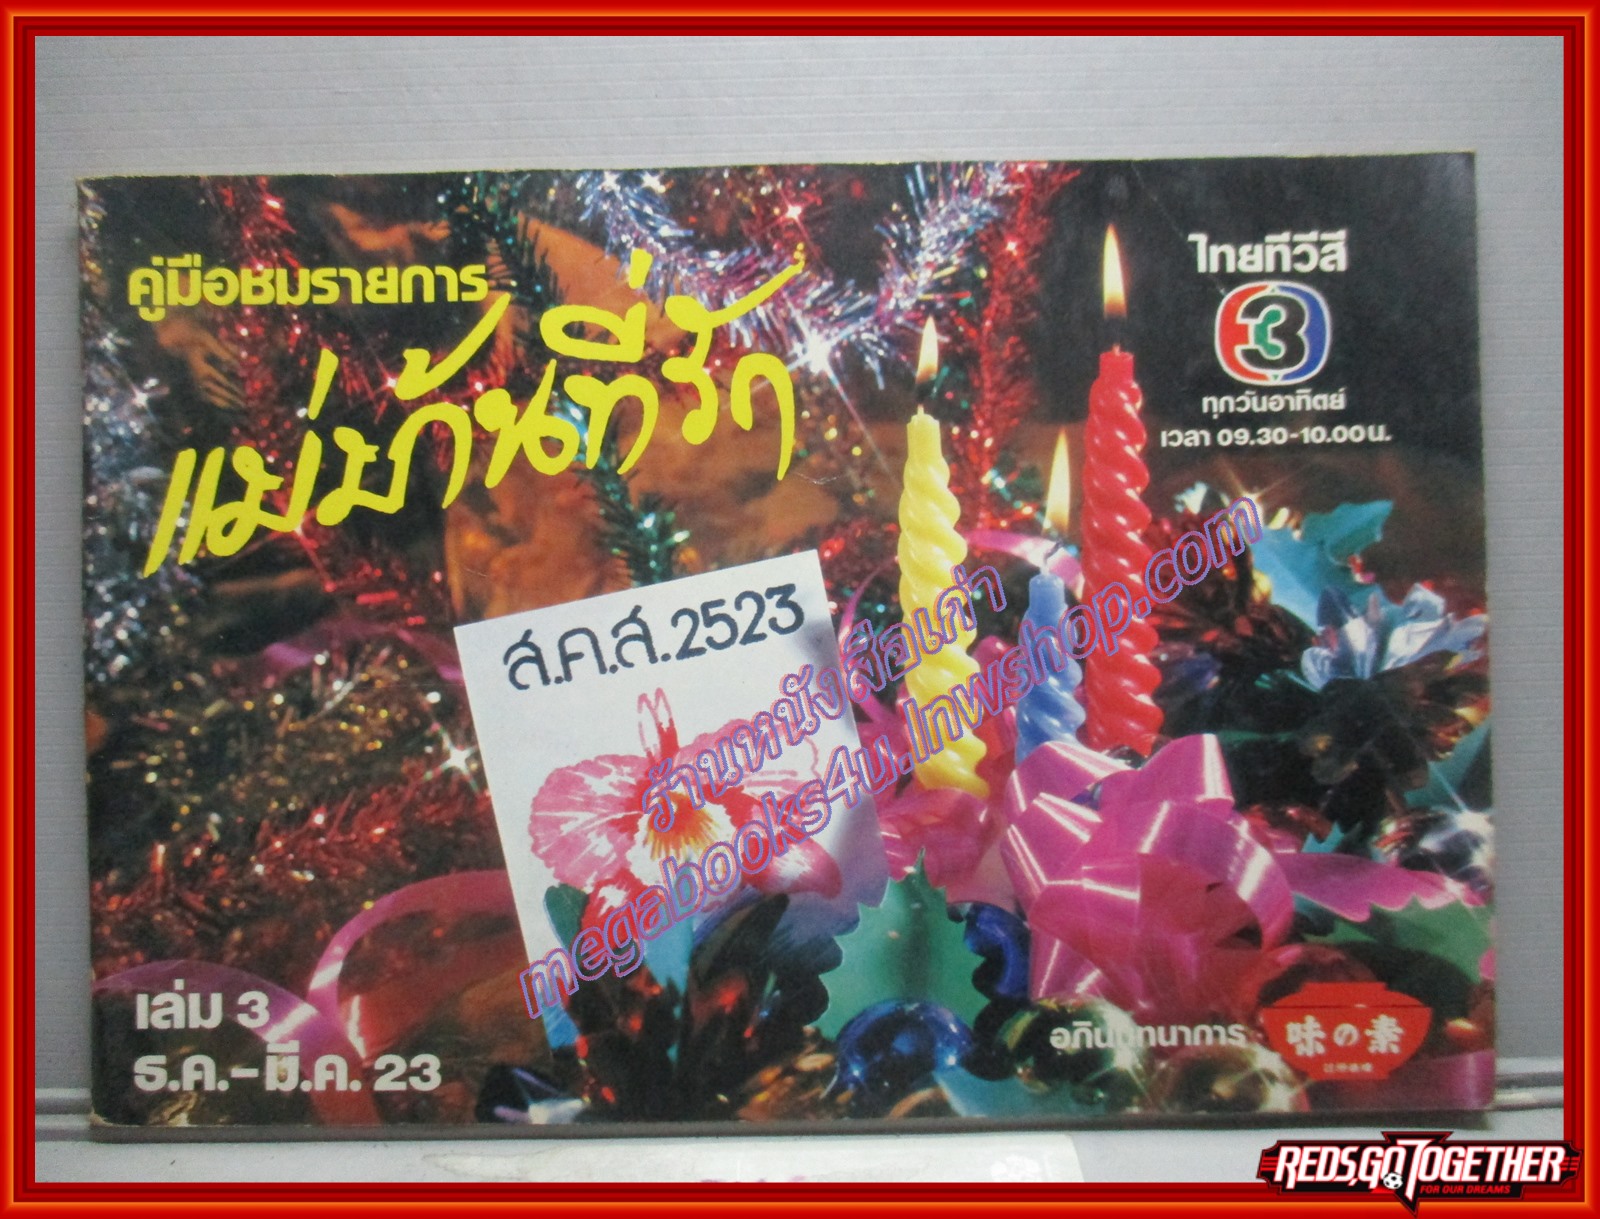 คู่มือชมรายการ
แม่บ้านที่รัก
ไทยทีวีสี
3
ทุกวันอาทิตย์
เวลา 09.30-10.00 น.
ส.ค.ส. 2523
ร้านหนังสือเก่า
megabooks4u.lnwshop.com
เล่ม 3
ธ.ค.-มี.ค. 23
อภินันทนาการ
味の素
REDS, GO TOGETHER
FOR OUR DREAMS